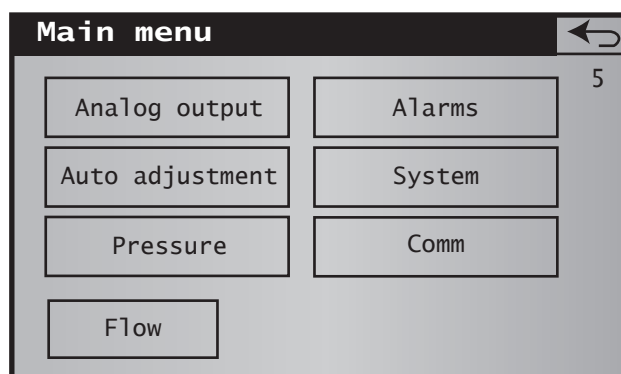 Main menu
5
Analog output
Alarms
Auto adjustment
System
Pressure
Comm
Flow